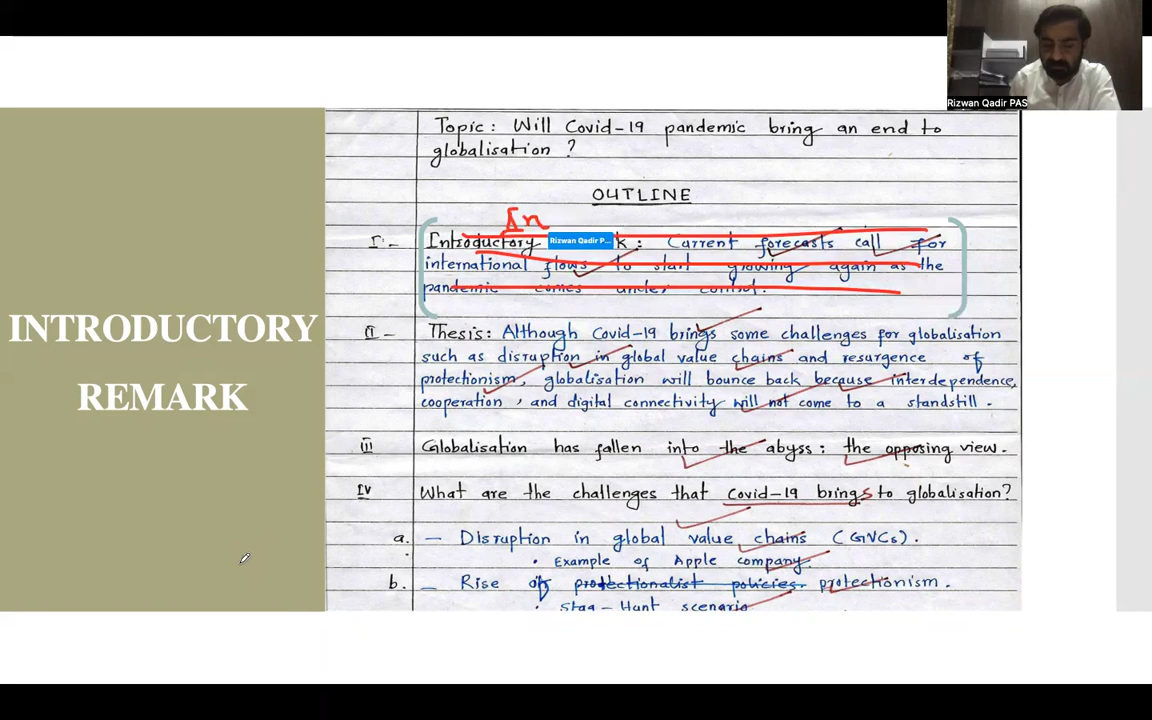 Rizwan Qadir PAS
INTRODUCTORY
REMARK
Topic: Will Covid-19 pandemic bring an end to
globalisation ?
OUTLINE
In
I - Introductory k: Current forecasts call for
Rizwan Qadir P...
international flows to start growing again as the
pandemic comes under control.
II - Thesis: Although Covid-19 brings some challenges for globalisation
such as disruption in global value chains and resurgence of
protectionism, globalisation will bounce back because interdependence,
cooperation, and digital connectivity will not come to a standstill.
III Globalisation has fallen into the abyss: the opposing view.
IV What are the challenges that Covid-19 brings to globalisation?
a. - Disruption in global value chains (GVCs).
• Example of Apple company.
b. - Rise of protectionalist policies. protectionism.
• Stag-Hunt scenario